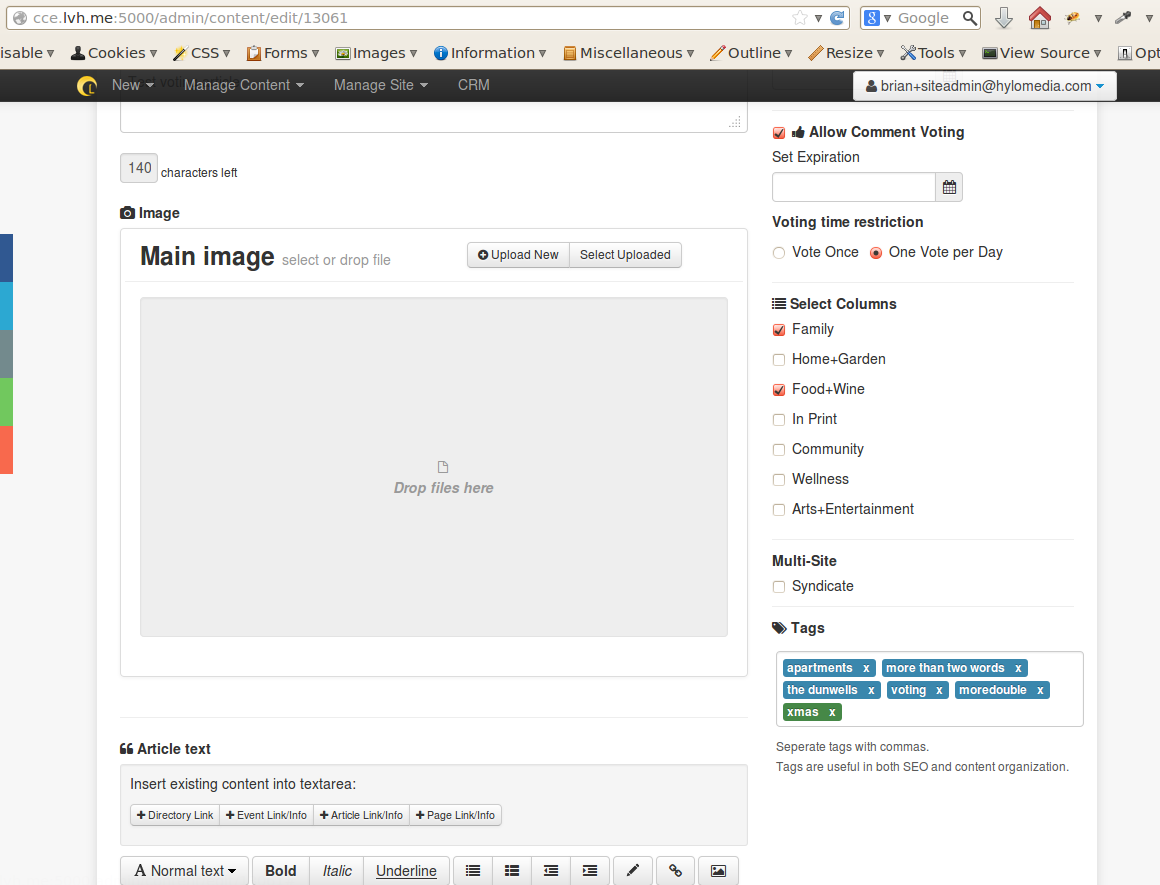 cce.lvh.me:5000/admin/content/edit/13061
8 Google
isable Cookies CSS Forms Images Information Miscellaneous Outline Resize Tools View Source Opt
New Manage Content Manage Site CRM brian+siteadmin@hylomedia.com
140 characters left
Image
Main image select or drop file Upload New Select Uploaded
Drop files here
Article text
Insert existing content into textarea:
Directory Link Event Link/Info Article Link/Info Page Link/Info
A Normal text Bold Italic Underline
Allow Comment Voting
Set Expiration
Voting time restriction
Vote Once One Vote per Day
Select Columns
Family
Home+Garden
Food+Wine
In Print
Community
Wellness
Arts+Entertainment
Multi-Site
Syndicate
Tags
apartments x more than two words x
the dunwells x voting x moredouble x
xmas x
Seperate tags with commas.
Tags are useful in both SEO and content organization.